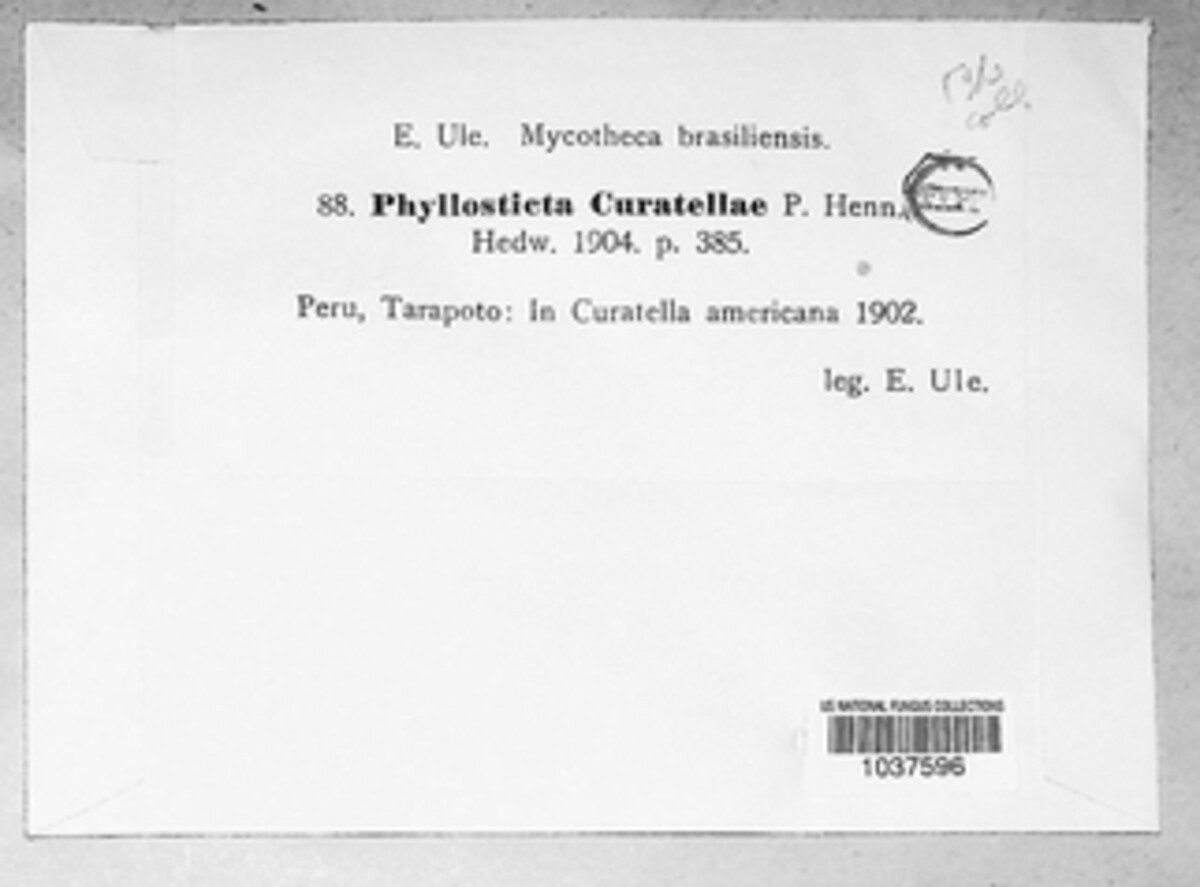 E. Ule. Mycotheca brasiliensis.
88. Phyllosticta Curatellae P. Henn.
Hedw. 1904. p. 385.
Peru, Tarapoto: In Curatella americana 1902.
leg. E. Ule.
US NATIONAL FUNGUS COLLECTIONS
1037596